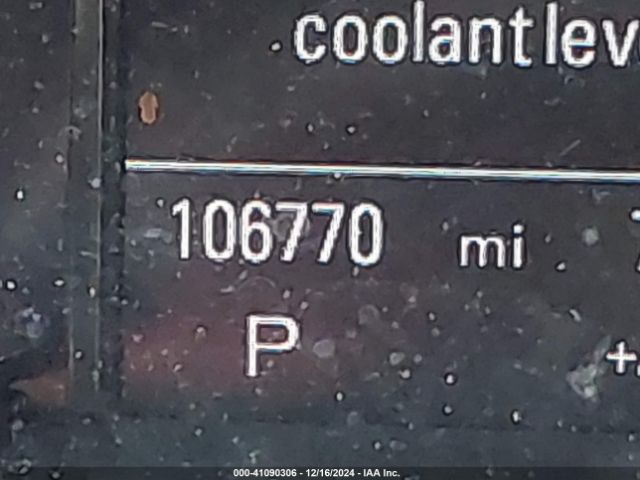 coolant lev
106770 mi
P
000-41090306 - 12/16/2024 - IAA Inc.